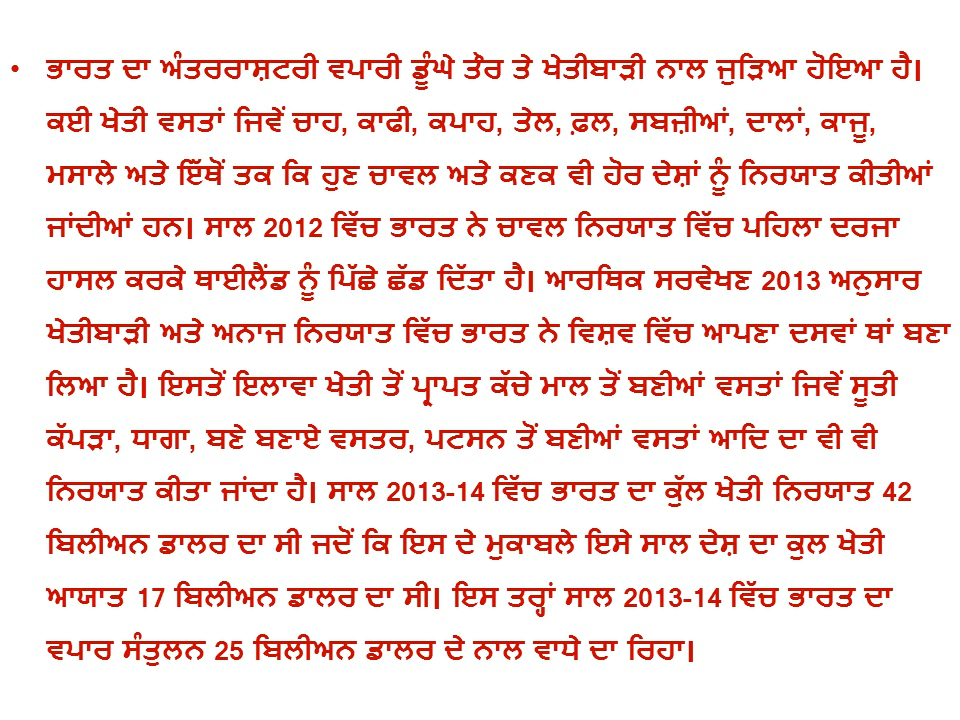 • ਭਾਰਤ ਦਾ ਅੰਤਰਰਾਸ਼ਟਰੀ ਵਪਾਰੀ ਡੂੰਘੇ ਤੌਰ ਤੇ ਖੇਤੀਬਾੜੀ ਨਾਲ ਜੁੜਿਆ ਹੋਇਆ ਹੈ।
ਕਈ ਖੇਤੀ ਵਸਤਾਂ ਜਿਵੇਂ ਚਾਹ, ਕਾਫੀ, ਕਪਾਹ, ਤੇਲ, ਫ਼ਲ, ਸਬਜ਼ੀਆਂ, ਦਾਲਾਂ, ਕਾਜੂ,
ਮਸਾਲੇ ਅਤੇ ਇੱਥੋਂ ਤਕ ਕਿ ਹੁਣ ਚਾਵਲ ਅਤੇ ਕਣਕ ਵੀ ਹੋਰ ਦੇਸ਼ਾਂ ਨੂੰ ਨਿਰਯਾਤ ਕੀਤੀਆਂ
ਜਾਂਦੀਆਂ ਹਨ। ਸਾਲ 2012 ਵਿੱਚ ਭਾਰਤ ਨੇ ਚਾਵਲ ਨਿਰਯਾਤ ਵਿੱਚ ਪਹਿਲਾ ਦਰਜਾ
ਹਾਸਲ ਕਰਕੇ ਥਾਈਲੈਂਡ ਨੂੰ ਪਿੱਛੇ ਛੱਡ ਦਿੱਤਾ ਹੈ। ਆਰਥਿਕ ਸਰਵੇਖਣ 2013 ਅਨੁਸਾਰ
ਖੇਤੀਬਾੜੀ ਅਤੇ ਅਨਾਜ ਨਿਰਯਾਤ ਵਿੱਚ ਭਾਰਤ ਨੇ ਵਿਸ਼ਵ ਵਿੱਚ ਆਪਣਾ ਦਸਵਾਂ ਥਾਂ ਬਣਾ
ਲਿਆ ਹੈ। ਇਸਤੋਂ ਇਲਾਵਾ ਖੇਤੀ ਤੋਂ ਪ੍ਰਾਪਤ ਕੱਚੇ ਮਾਲ ਤੋਂ ਬਣੀਆਂ ਵਸਤਾਂ ਜਿਵੇਂ ਸੂਤੀ
ਕੱਪੜਾ, ਧਾਗਾ, ਬਣੇ ਬਣਾਏ ਵਸਤਰ, ਪਟਸਨ ਤੋਂ ਬਣੀਆਂ ਵਸਤਾਂ ਆਦਿ ਦਾ ਵੀ ਵੀ
ਨਿਰਯਾਤ ਕੀਤਾ ਜਾਂਦਾ ਹੈ। ਸਾਲ 2013-14 ਵਿੱਚ ਭਾਰਤ ਦਾ ਕੁੱਲ ਖੇਤੀ ਨਿਰਯਾਤ 42
ਬਿਲੀਅਨ ਡਾਲਰ ਦਾ ਸੀ ਜਦੋਂ ਕਿ ਇਸ ਦੇ ਮੁਕਾਬਲੇ ਇਸੇ ਸਾਲ ਦੇਸ਼ ਦਾ ਕੁਲ ਖੇਤੀ
ਆਯਾਤ 17 ਬਿਲੀਅਨ ਡਾਲਰ ਦਾ ਸੀ। ਇਸ ਤਰ੍ਹਾਂ ਸਾਲ 2013-14 ਵਿੱਚ ਭਾਰਤ ਦਾ
ਵਪਾਰ ਸੰਤੁਲਨ 25 ਬਿਲੀਅਨ ਡਾਲਰ ਦੇ ਨਾਲ ਵਾਧੇ ਦਾ ਰਿਹਾ।